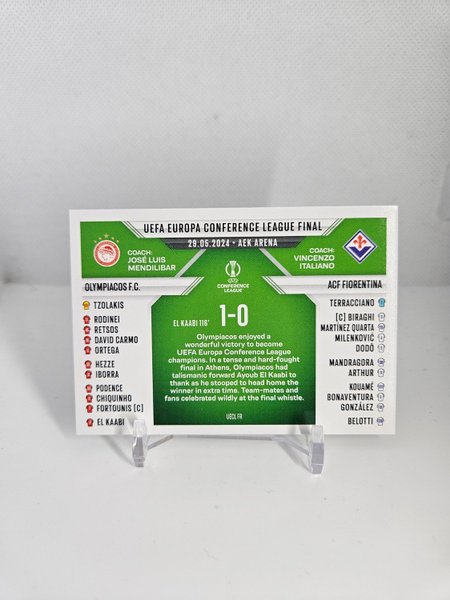 UEFA EUROPA CONFERENCE LEAGUE FINAL
29.05.2024 • AEK ARENA
COACH:
JOSÉ LUIS
MENDILIBAR
COACH:
VINCENZO
ITALIANO
OLYMPIACOS F.C.
TZOLAKIS
RODINEI
RETSOS
DAVID CARMO
ORTEGA
HEZZE
IBORRA
PODENCE
CHIQUINHO
FORTOUNIS [C]
EL KAABI
CONFERENCE
LEAGUE
EL KAABI 116'
1-0
Olympiacos enjoyed a
wonderful victory to become
UEFA Europa Conference League
champions. In a tense and hard-fought
final in Athens, Olympiacos had
talismanic forward Ayoub El Kaabi to
thank as he stooped to head home the
winner in extra time. Team-mates and
fans celebrated wildly at the final whistle.
UECL FR
ACF FIORENTINA
TERRACCIANO
[C] BIRAGHI
MARTÍNEZ QUARTA
MILENKOVIĆ
DODÔ
MANDRAGORA
ARTHUR
KOUAMÉ
BONAVENTURA
GONZÁLEZ
BELOTTI